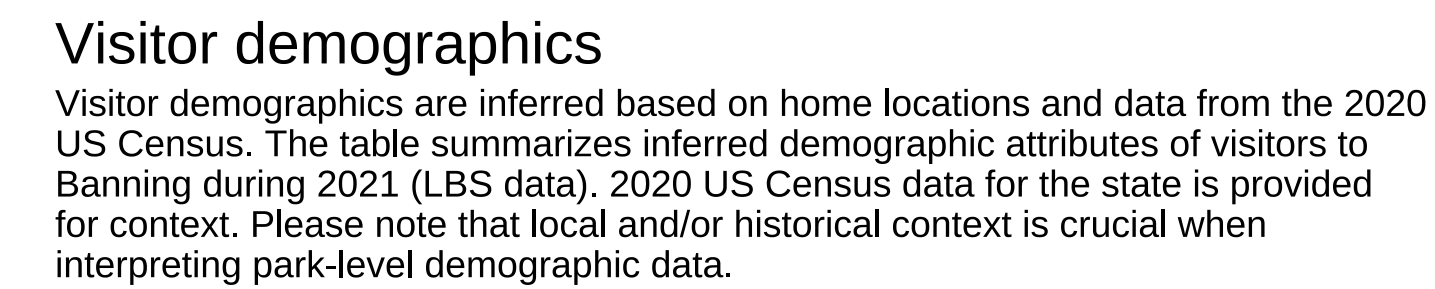 Visitor demographics
Visitor demographics are inferred based on home locations and data from the 2020
US Census. The table summarizes inferred demographic attributes of visitors to
Banning during 2021 (LBS data). 2020 US Census data for the state is provided
for context. Please note that local and/or historical context is crucial when
interpreting park-level demographic data.